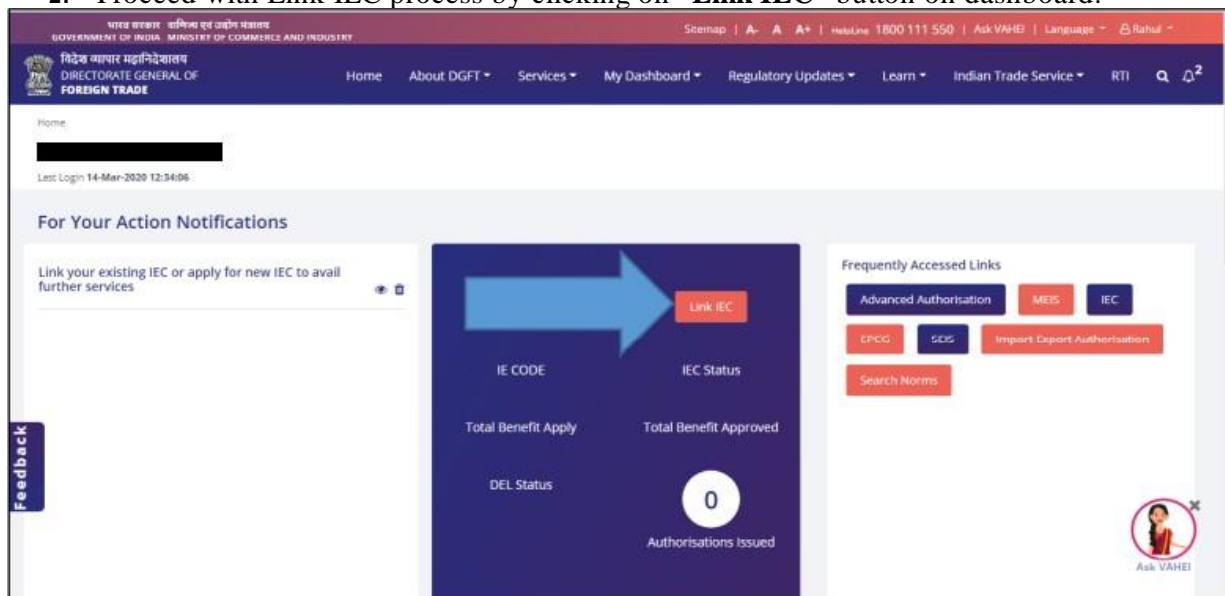 2. Proceed with Link IEC process by clicking on "Link IEC" button on dashboard.
भारत सरकार वाणिज्य एवं उद्योग मंत्रालय
GOVERNMENT OF INDIA MINISTRY OF COMMERCE AND INDUSTRY
Sitemap | A- A A+ | HelpLine 1800 111 550 | Ask VAHEI | Language Rahul
विदेश व्यापार महानिदेशालय
DIRECTORATE GENERAL OF
FOREIGN TRADE
Home About DGFT Services My Dashboard Regulatory Updates Learn Indian Trade Service RTI 2
Home
Last Login 14-Mar-2020 12:34:06
For Your Action Notifications
Link your existing IEC or apply for new IEC to avail
further services
Link IEC
IE CODE IEC Status
Total Benefit Apply Total Benefit Approved
DEL Status
0
Authorisations Issued
Frequently Accessed Links
Advanced Authorisation MEIS IEC
EPCG SEIS Import Export Authorisation
Search Norms
Feedback
Ask VAHEI